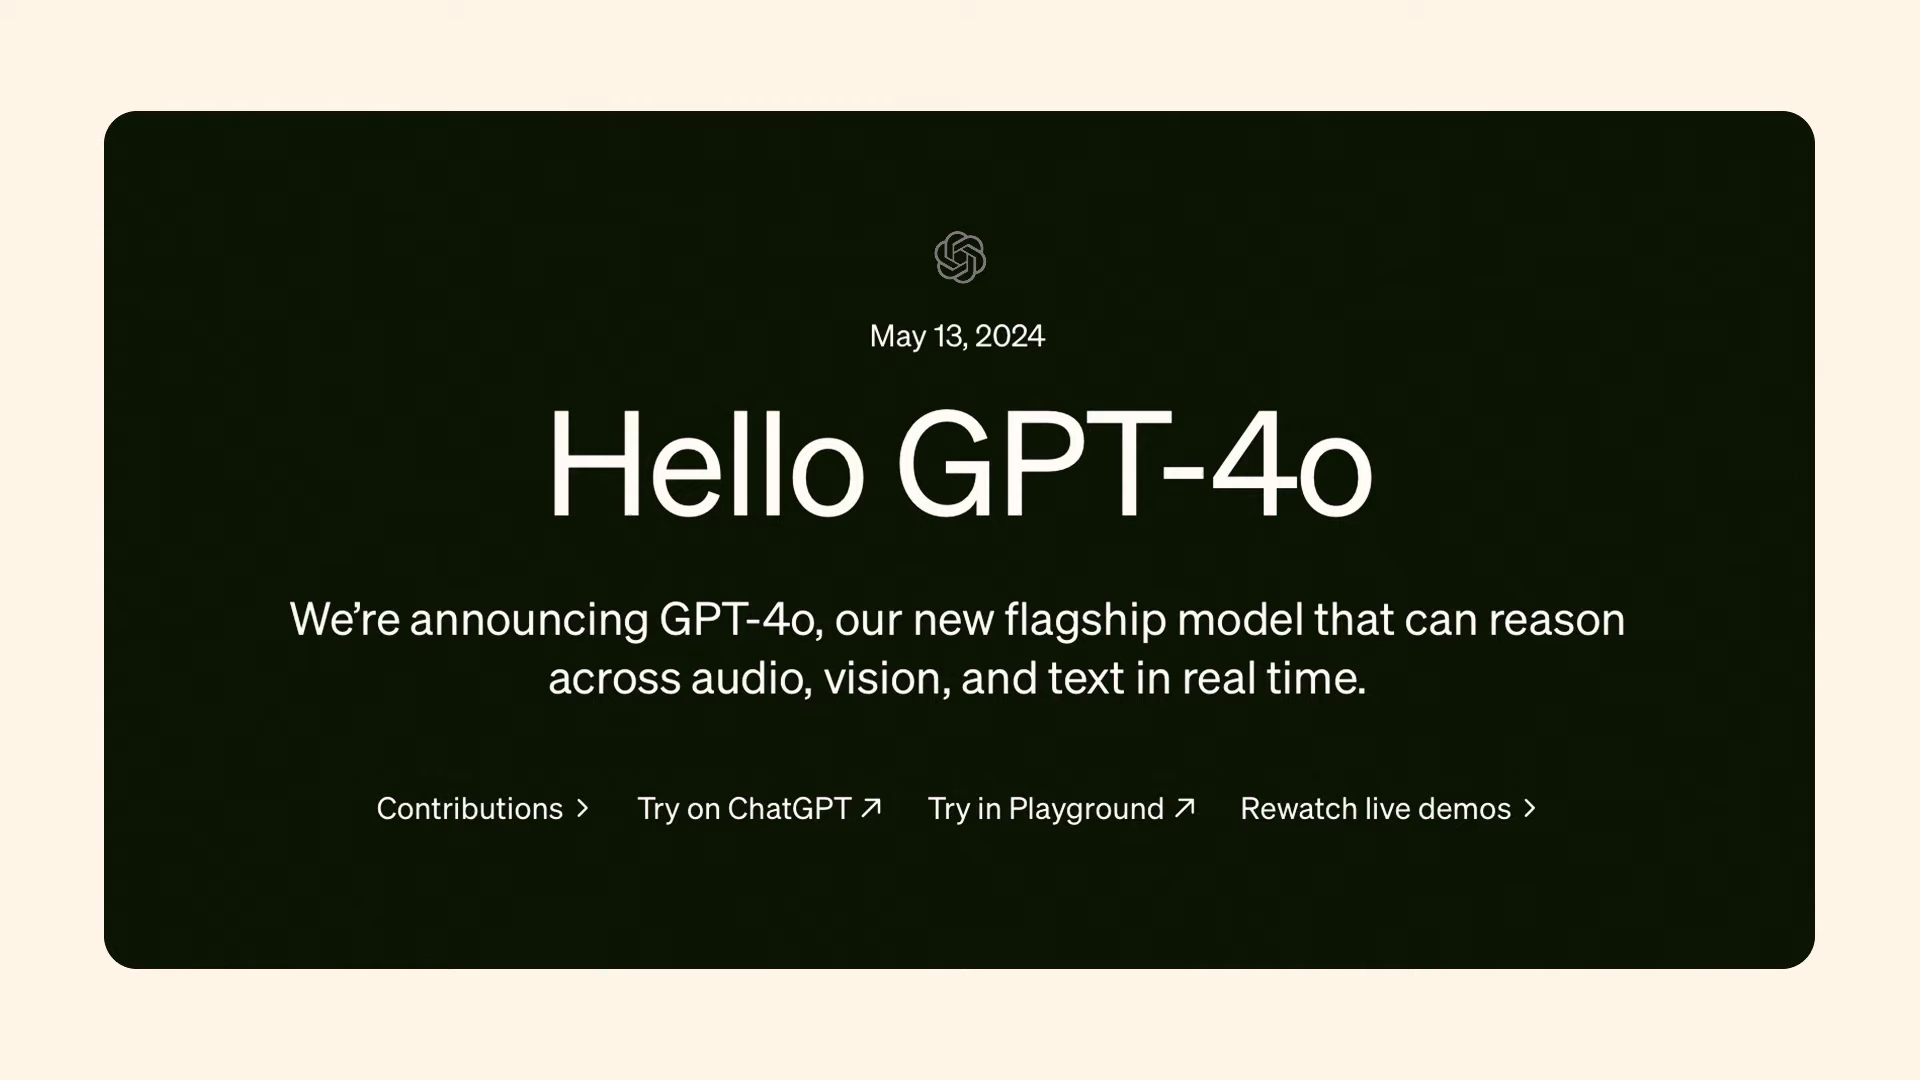 May 13, 2024
Hello GPT-4o
We’re announcing GPT-4o, our new flagship model that can reason
across audio, vision, and text in real time.
Contributions > Try on ChatGPT ↗ Try in Playground ↗ Rewatch live demos >